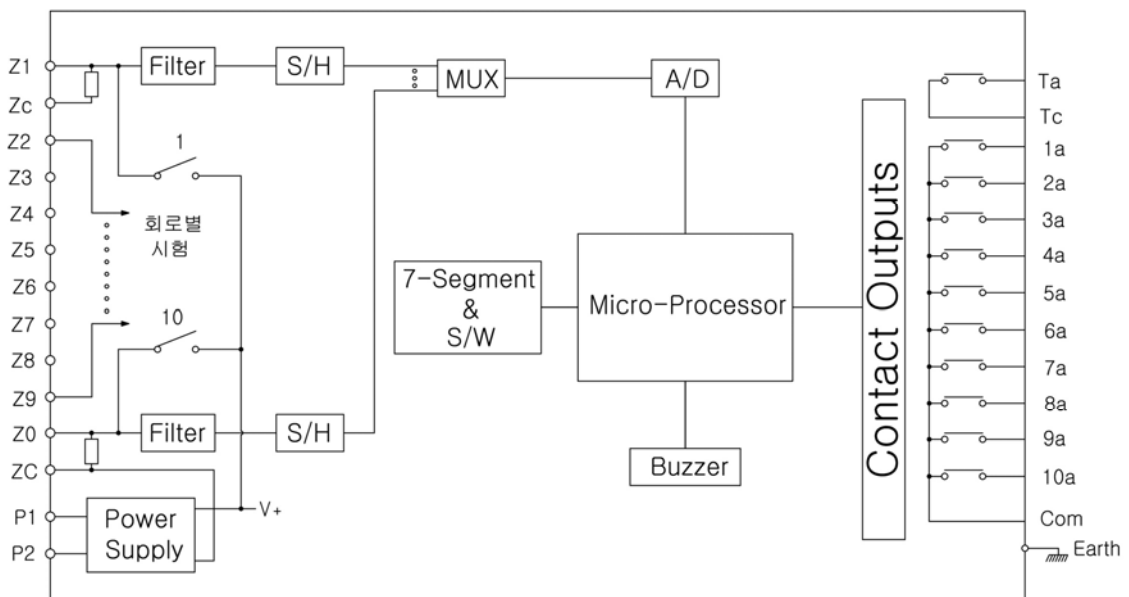 Z1
Zc
Z2
Z3
Z4
Z5
Z6
Z7
Z8
Z9
Z0
ZC
P1
P2
Filter
S/H
MUX
A/D
1
회로별
시험
10
Filter
S/H
Power
Supply
V+
7-Segment
&
S/W
Micro-Processor
Buzzer
Contact Outputs
Ta
Tc
1a
2a
3a
4a
5a
6a
7a
8a
9a
10a
Com
Earth